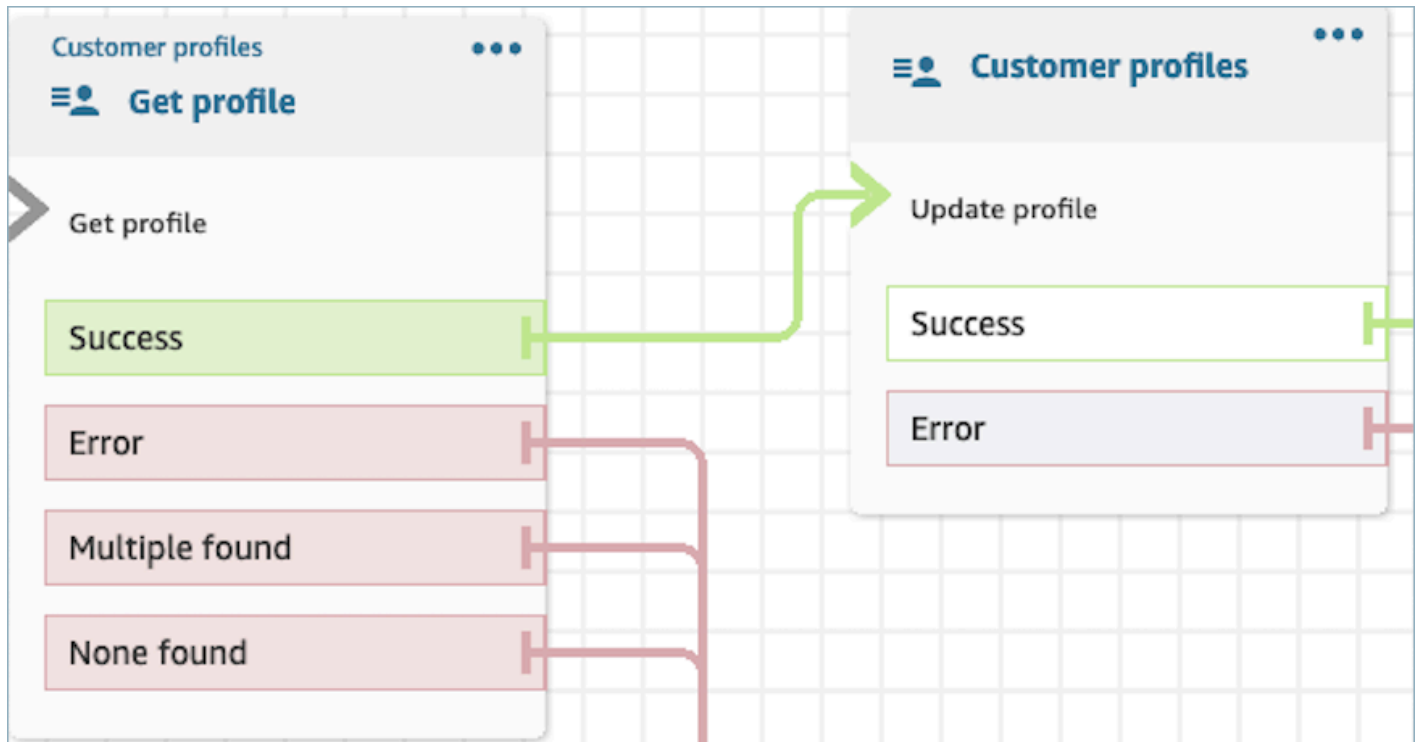 Customer profiles
Get profile
Get profile
Success
Error
Multiple found
None found
Customer profiles
Update profile
Success
Error